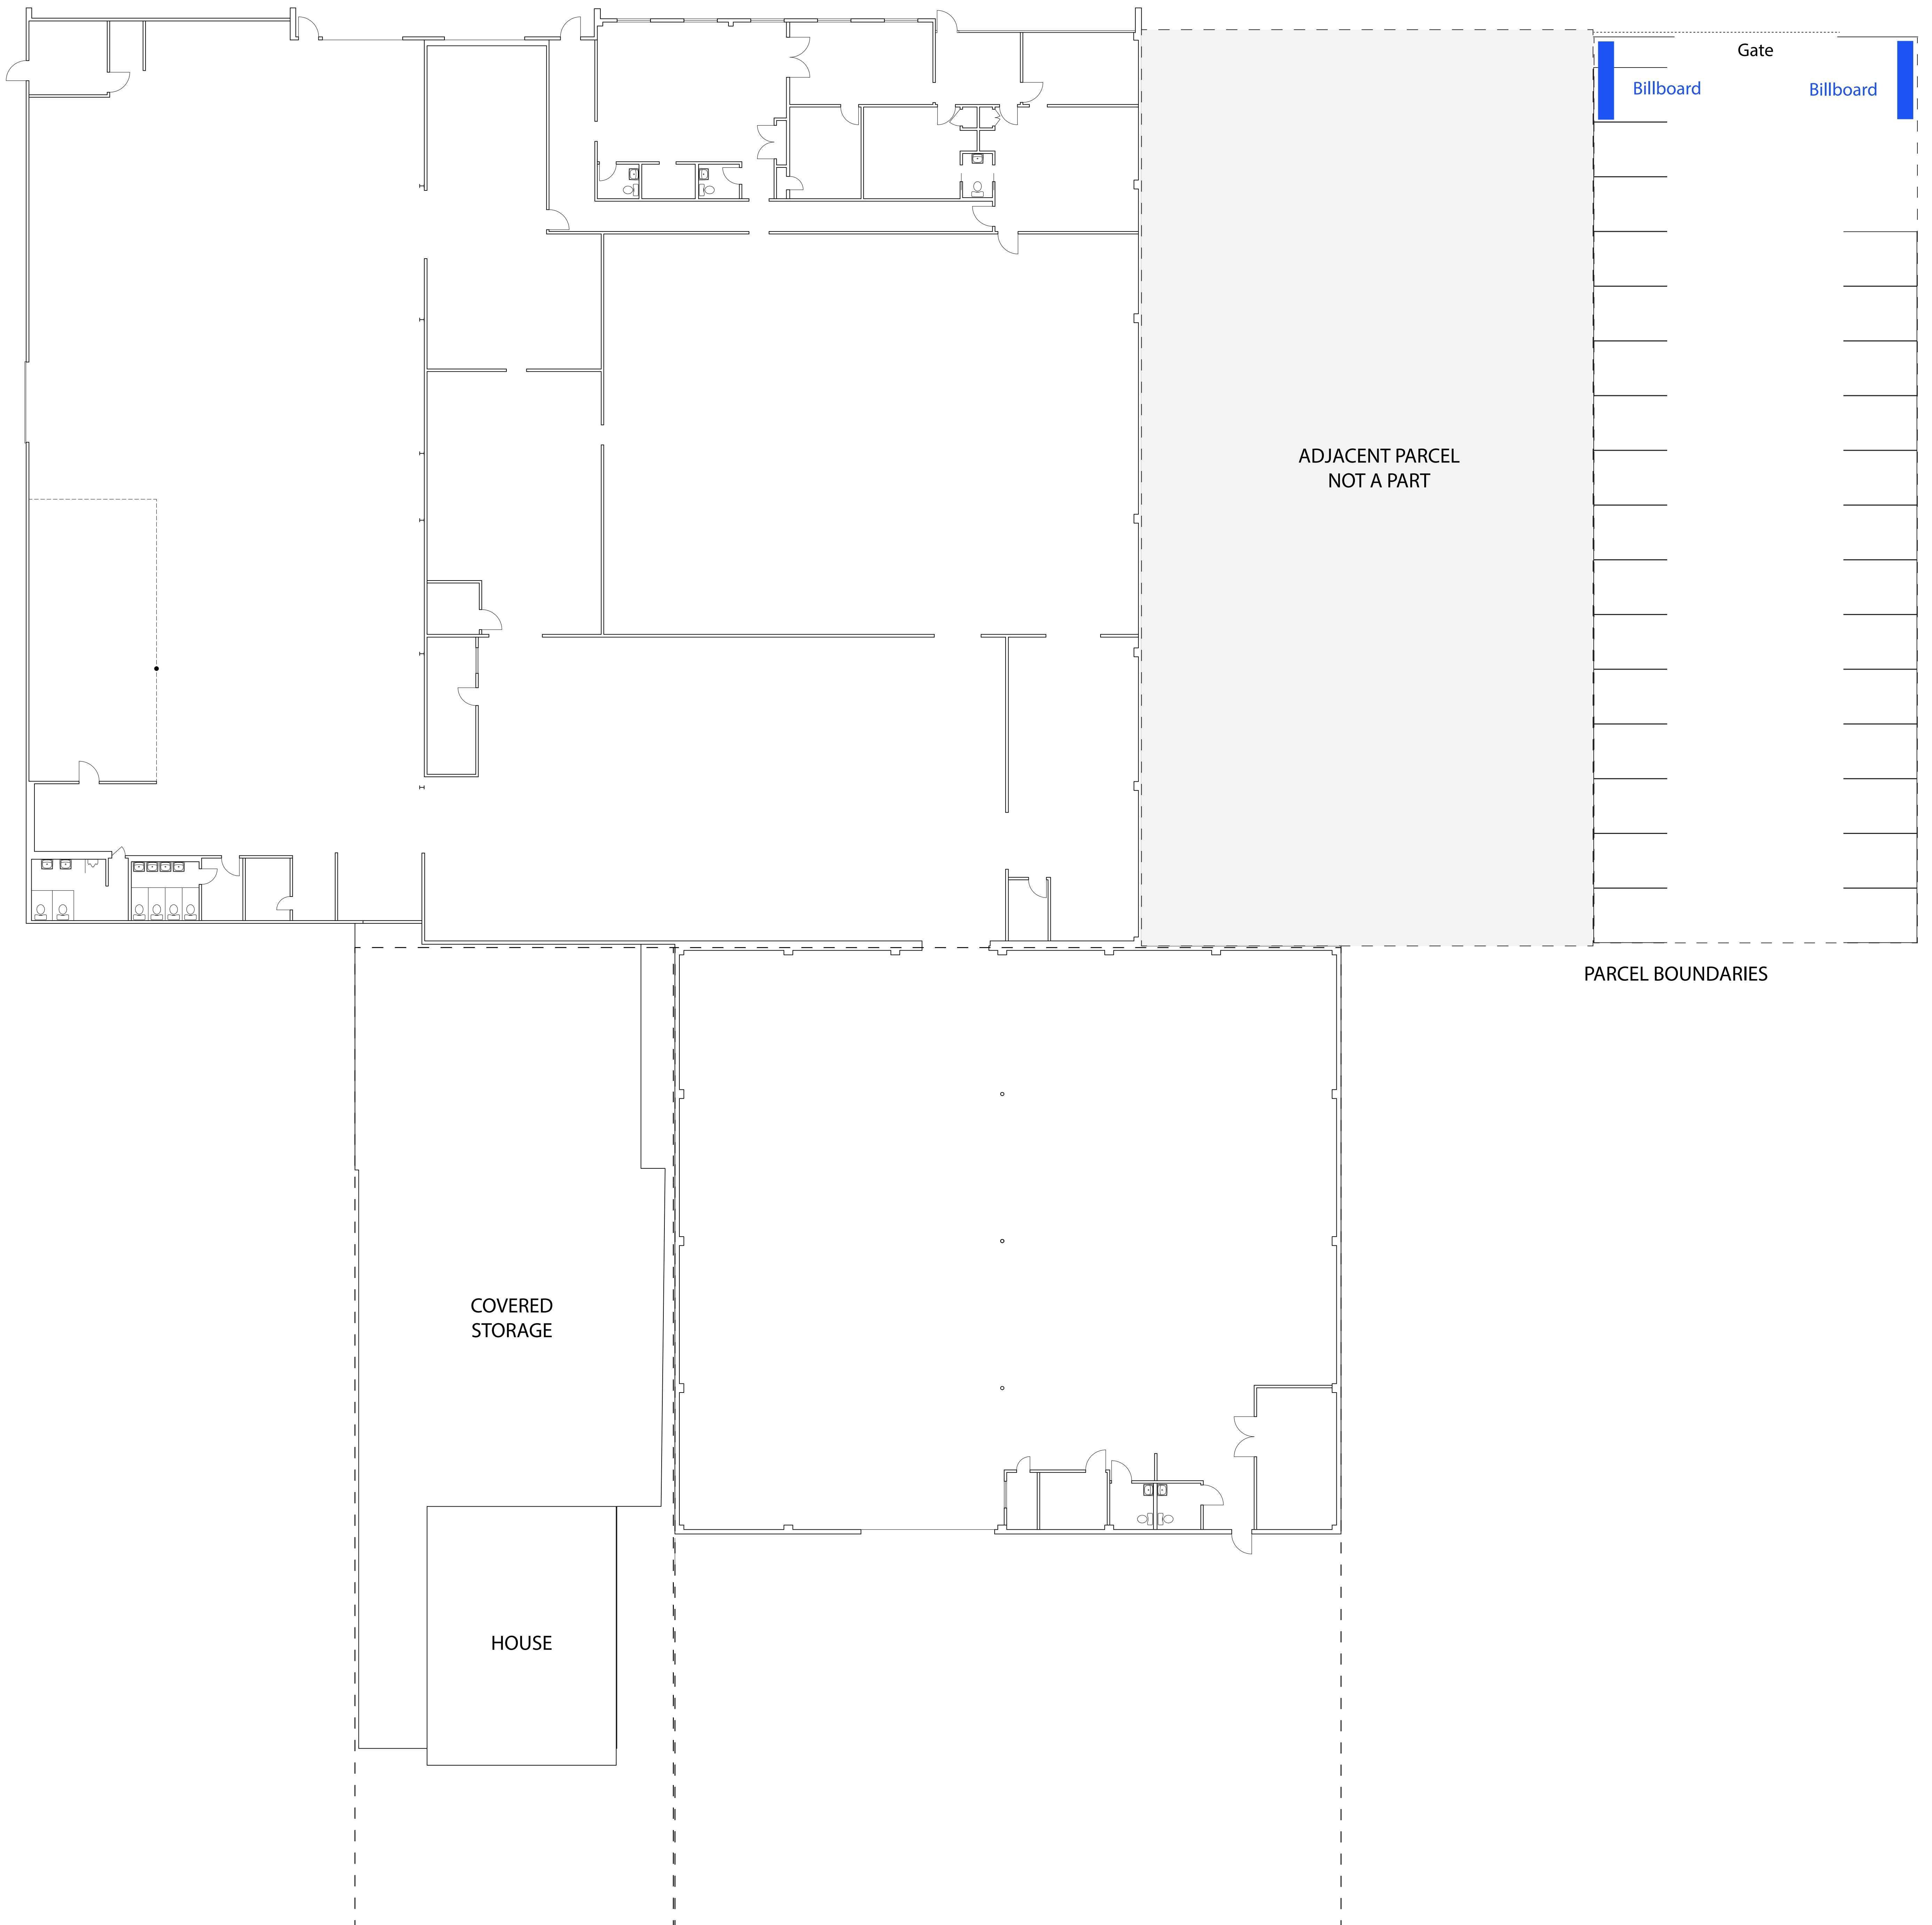 Gate
Billboard
Billboard
ADJACENT PARCEL
NOT A PART
PARCEL BOUNDARIES
COVERED
STORAGE
HOUSE